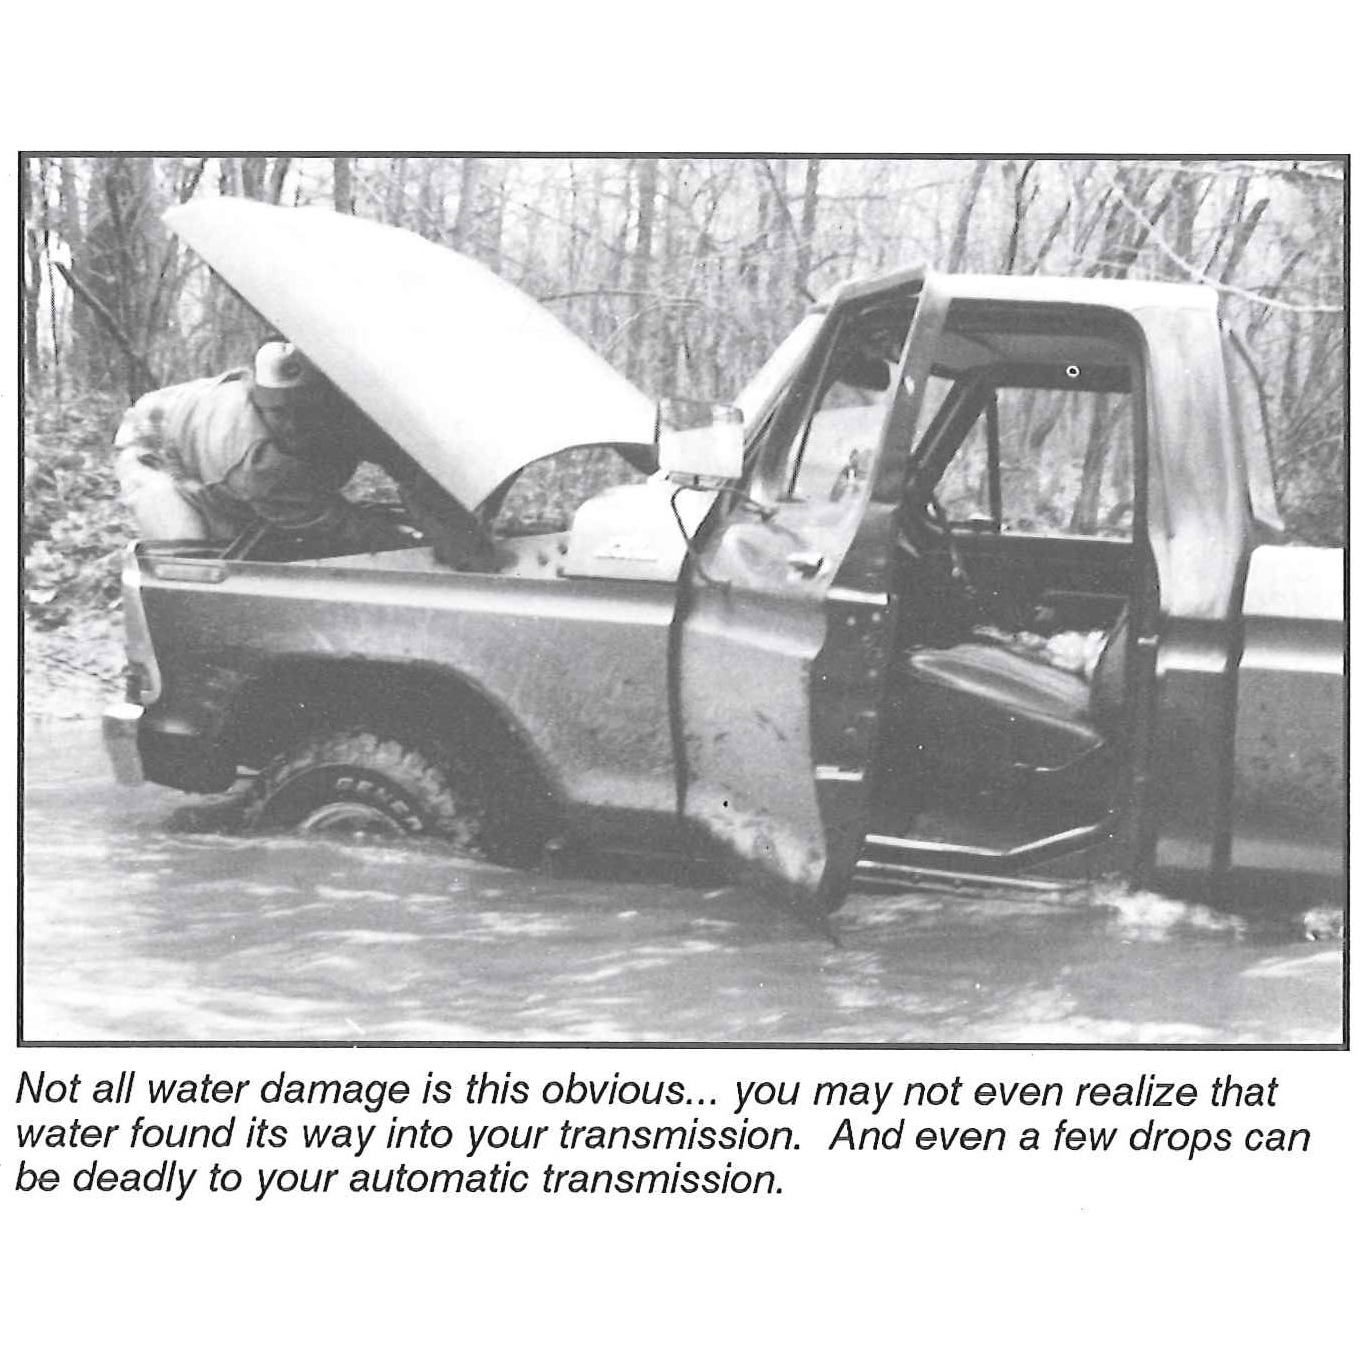 GENER
Not all water damage is this obvious... you may not even realize that
water found its way into your transmission. And even a few drops can
be deadly to your automatic transmission.